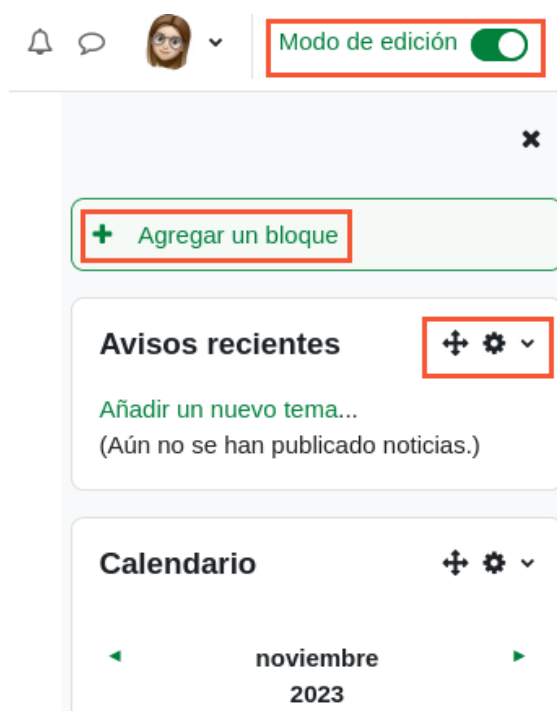 Modo de edición
Agregar un bloque
Avisos recientes
Añadir un nuevo tema...
(Aún no se han publicado noticias.)
Calendario
noviembre
2023